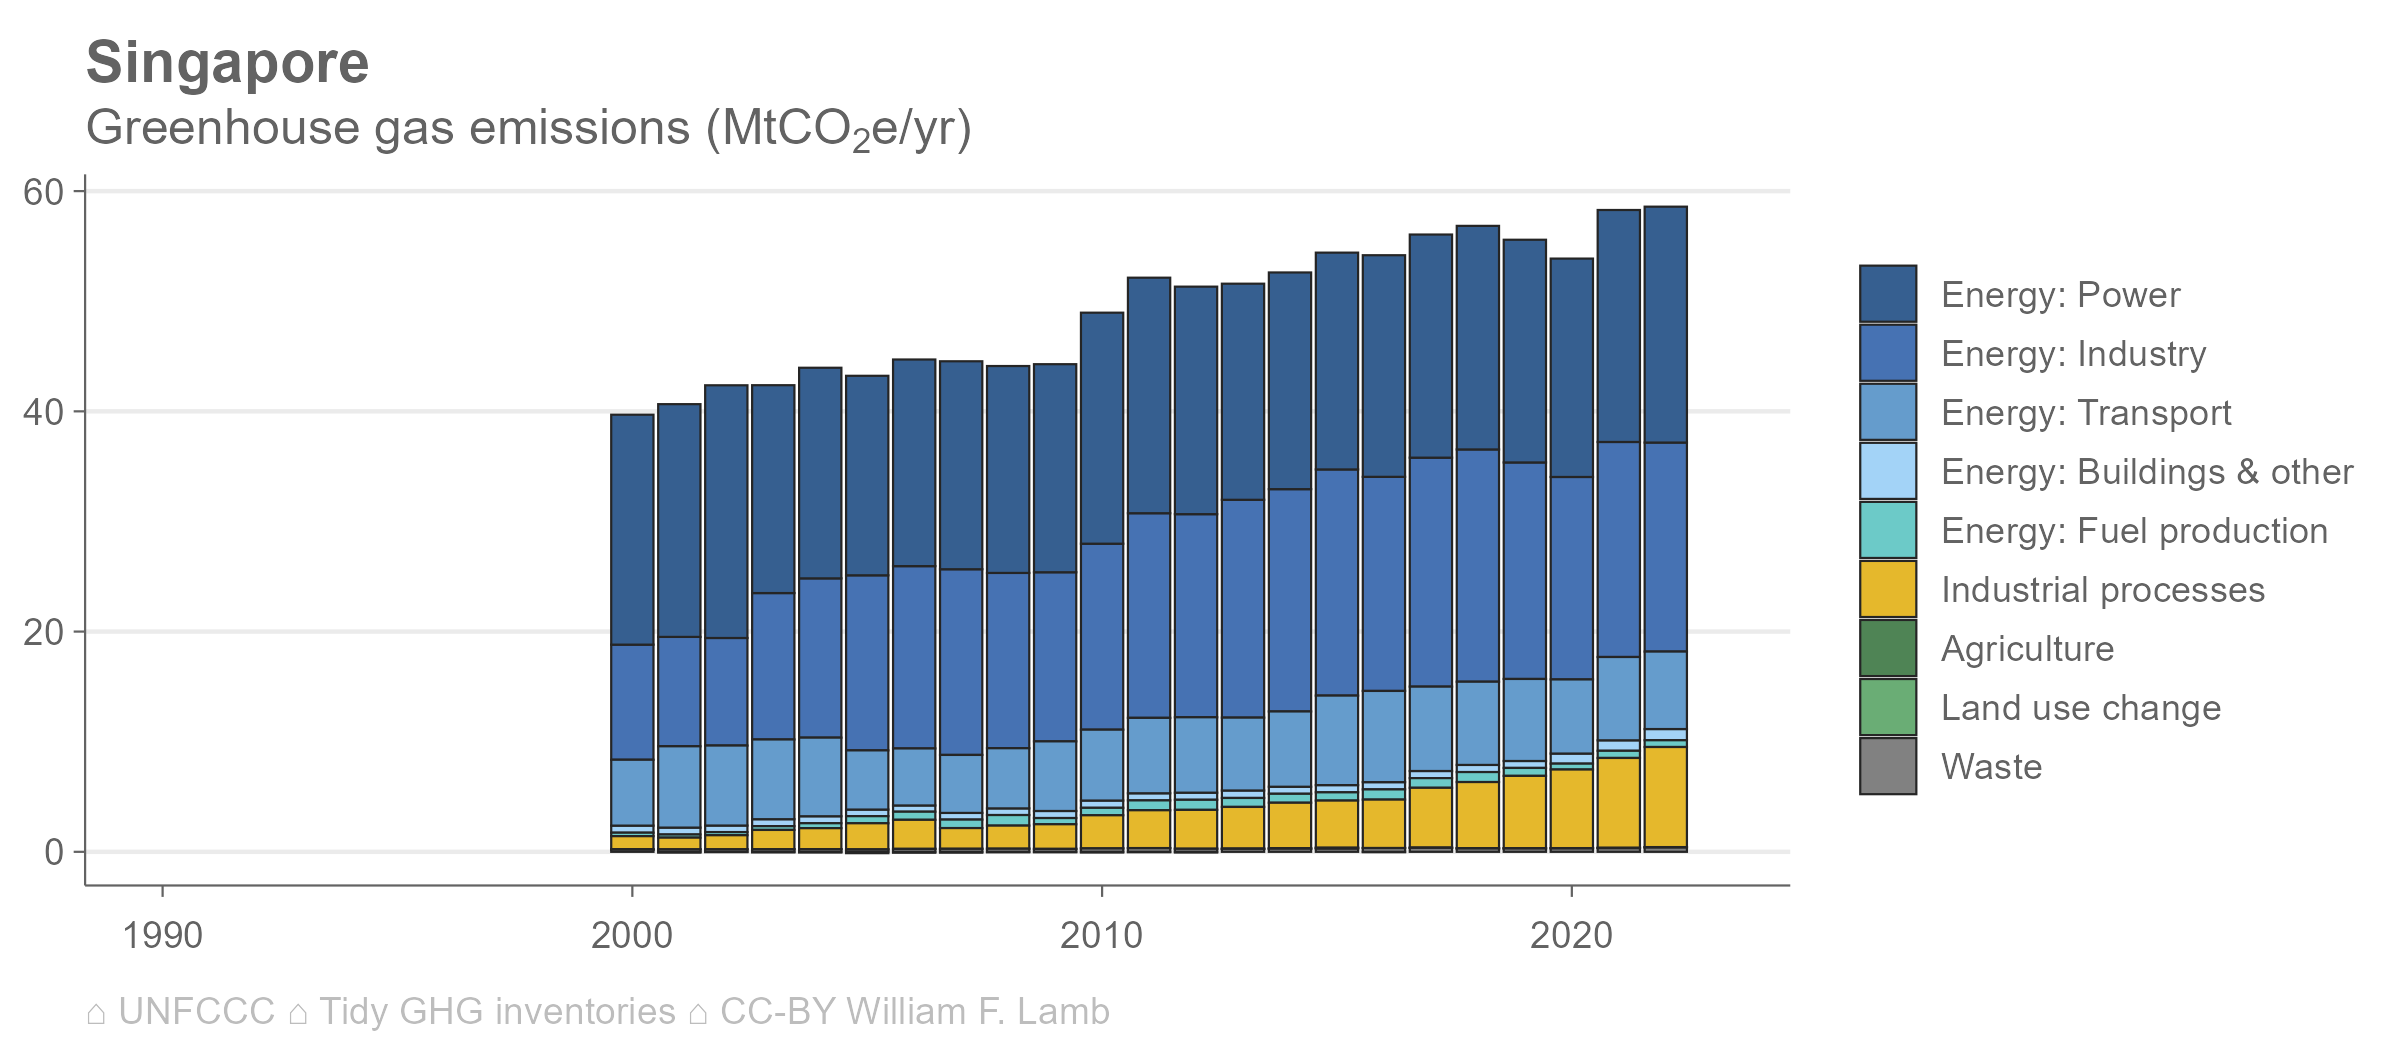 Singapore
Greenhouse gas emissions (MtCO₂e/yr)
60
40
20
0
1990 2000 2010 2020
Energy: Power
Energy: Industry
Energy: Transport
Energy: Buildings & other
Energy: Fuel production
Industrial processes
Agriculture
Land use change
Waste
⌂ UNFCCC ⌂ Tidy GHG inventories ⌂ CC-BY William F. Lamb